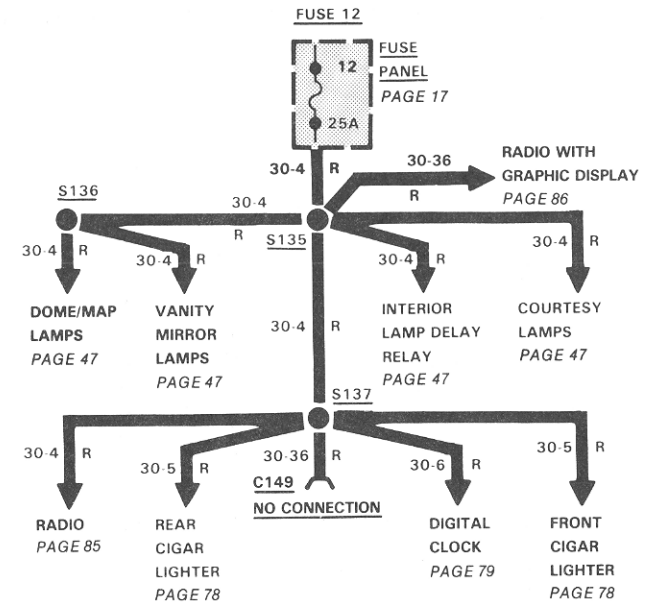 FUSE 12
12
25A
FUSE
PANEL
PAGE 17
30-4 R
30-36
R
RADIO WITH
GRAPHIC DISPLAY
PAGE 86
S136
30-4
R
S135
30-4 R
30-4 R
30-4 R
30-4 R
DOME/MAP
LAMPS
PAGE 47
VANITY
MIRROR
LAMPS
PAGE 47
30-4 R
INTERIOR
LAMP DELAY
RELAY
PAGE 47
COURTESY
LAMPS
PAGE 47
S137
30-4 R
30-5 R
30-36 R
30-6 R
30-5 R
C149
NO CONNECTION
RADIO
PAGE 85
REAR
CIGAR
LIGHTER
PAGE 78
DIGITAL
CLOCK
PAGE 79
FRONT
CIGAR
LIGHTER
PAGE 78